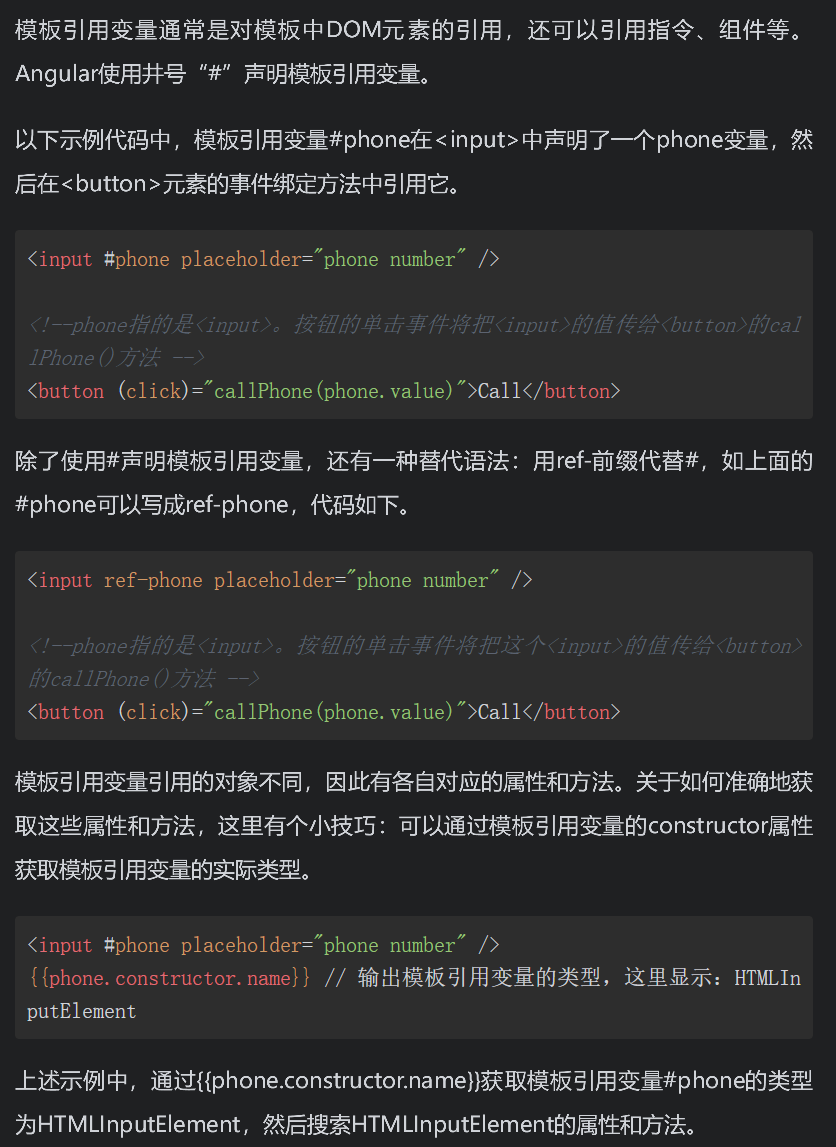 模板引用变量通常是对模板中DOM元素的引用，还可以引用指令、组件等。
Angular使用井号“#”声明模板引用变量。
以下示例代码中，模板引用变量#phone在<input>中声明了一个phone变量，然
后在<button>元素的事件绑定方法中引用它。
<input #phone placeholder="phone number" />
<!--phone指的是<input>。按钮的单击事件将把<input>的值传给<button>的cal
lPhone()方法 -->
<button (click)="callPhone(phone.value)">Call</button>
除了使用#声明模板引用变量，还有一种替代语法：用ref-前缀代替#，如上面的
#phone可以写成ref-phone，代码如下。
<input ref-phone placeholder="phone number" />
<!--phone指的是<input>。按钮的单击事件将把这个<input>的值传给<button>
的callPhone()方法 -->
<button (click)="callPhone(phone.value)">Call</button>
模板引用变量引用的对象不同，因此有各自对应的属性和方法。关于如何准确地获
取这些属性和方法，这里有个小技巧：可以通过模板引用变量的constructor属性
获取模板引用变量的实际类型。
<input #phone placeholder="phone number" />
{{phone.constructor.name}} // 输出模板引用变量的类型，这里显示：HTMLIn
putElement
上述示例中，通过{{phone.constructor.name}}获取模板引用变量#phone的类型
为HTMLInputElement，然后搜索HTMLInputElement的属性和方法。